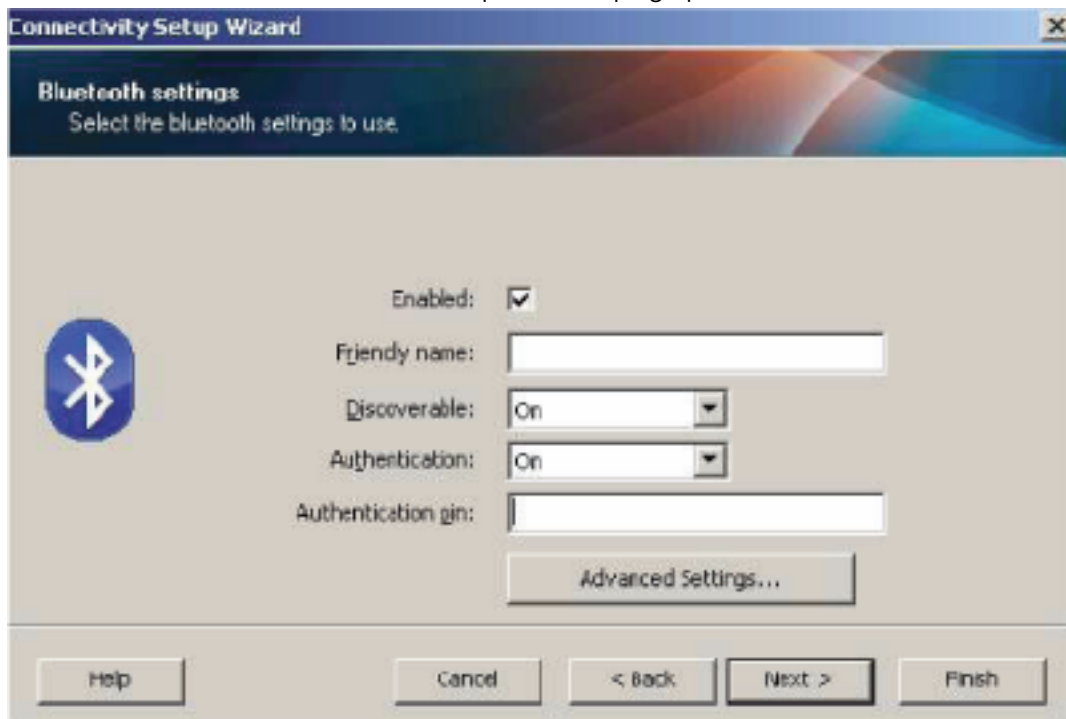 Connectivity Setup Wizard
Bluetooth settings
Select the bluetooth settings to use.
Enabled:
Friendly name:
Discoverable: On
Authentication: On
Authentication pin:
Advanced Settings...
Help Cancel < Back Next > Finish